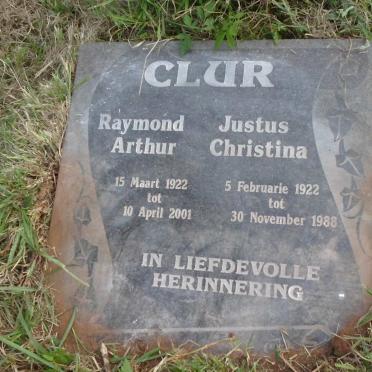 CLUR
Raymond Arthur
15 Maart 1922
tot
10 April 2001
Justus Christina
5 Februarie 1922
tot
30 November 1988
IN LIEFDEVOLLE
HERINNERING